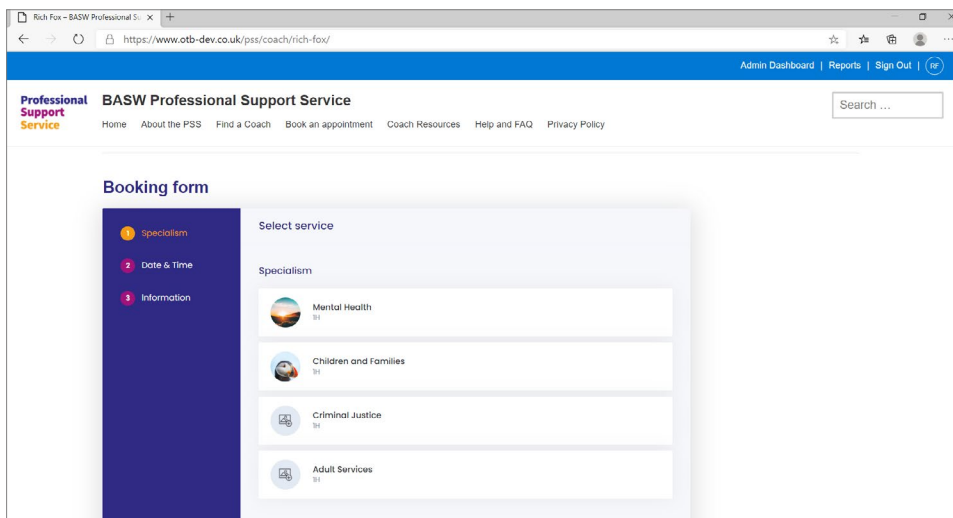 Rich Fox – BASW Professional Su
https://www.otb-dev.co.uk/pss/coach/rich-fox/
Admin Dashboard | Reports | Sign Out | RF
Professional
Support
Service
BASW Professional Support Service
Search ...
Home About the PSS Find a Coach Book an appointment Coach Resources Help and FAQ Privacy Policy
Booking form
1 Specialism
2 Date & Time
3 Information
Select service
Specialism
Mental Health
1H
Children and Families
1H
Criminal Justice
1H
Adult Services
1H